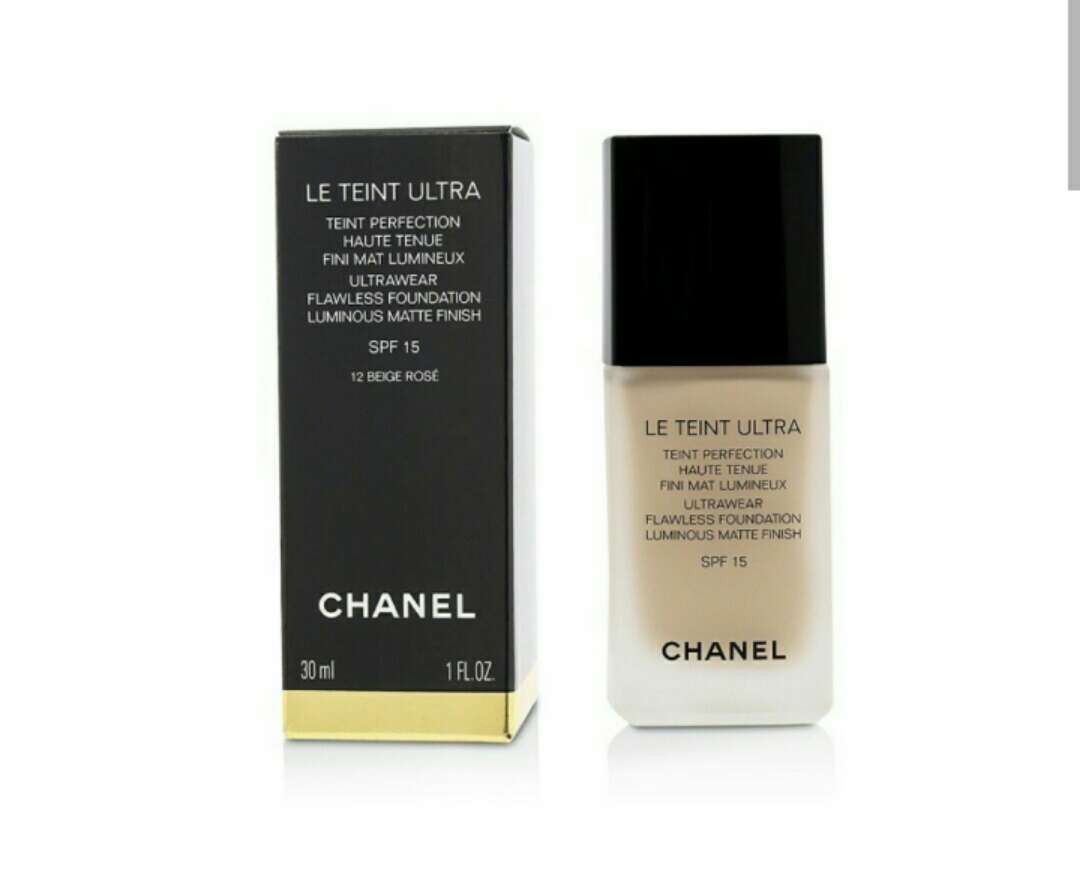 LE TEINT ULTRA
TEINT PERFECTION
HAUTE TENUE
FINI MAT LUMINEUX
ULTRAWEAR
FLAWLESS FOUNDATION
LUMINOUS MATTE FINISH
SPF 15
12 BEIGE ROSÉ
CHANEL
30 ml 1 FL.OZ.
LE TEINT ULTRA
TEINT PERFECTION
HAUTE TENUE
FINI MAT LUMINEUX
ULTRAWEAR
FLAWLESS FOUNDATION
LUMINOUS MATTE FINISH
SPF 15
CHANEL